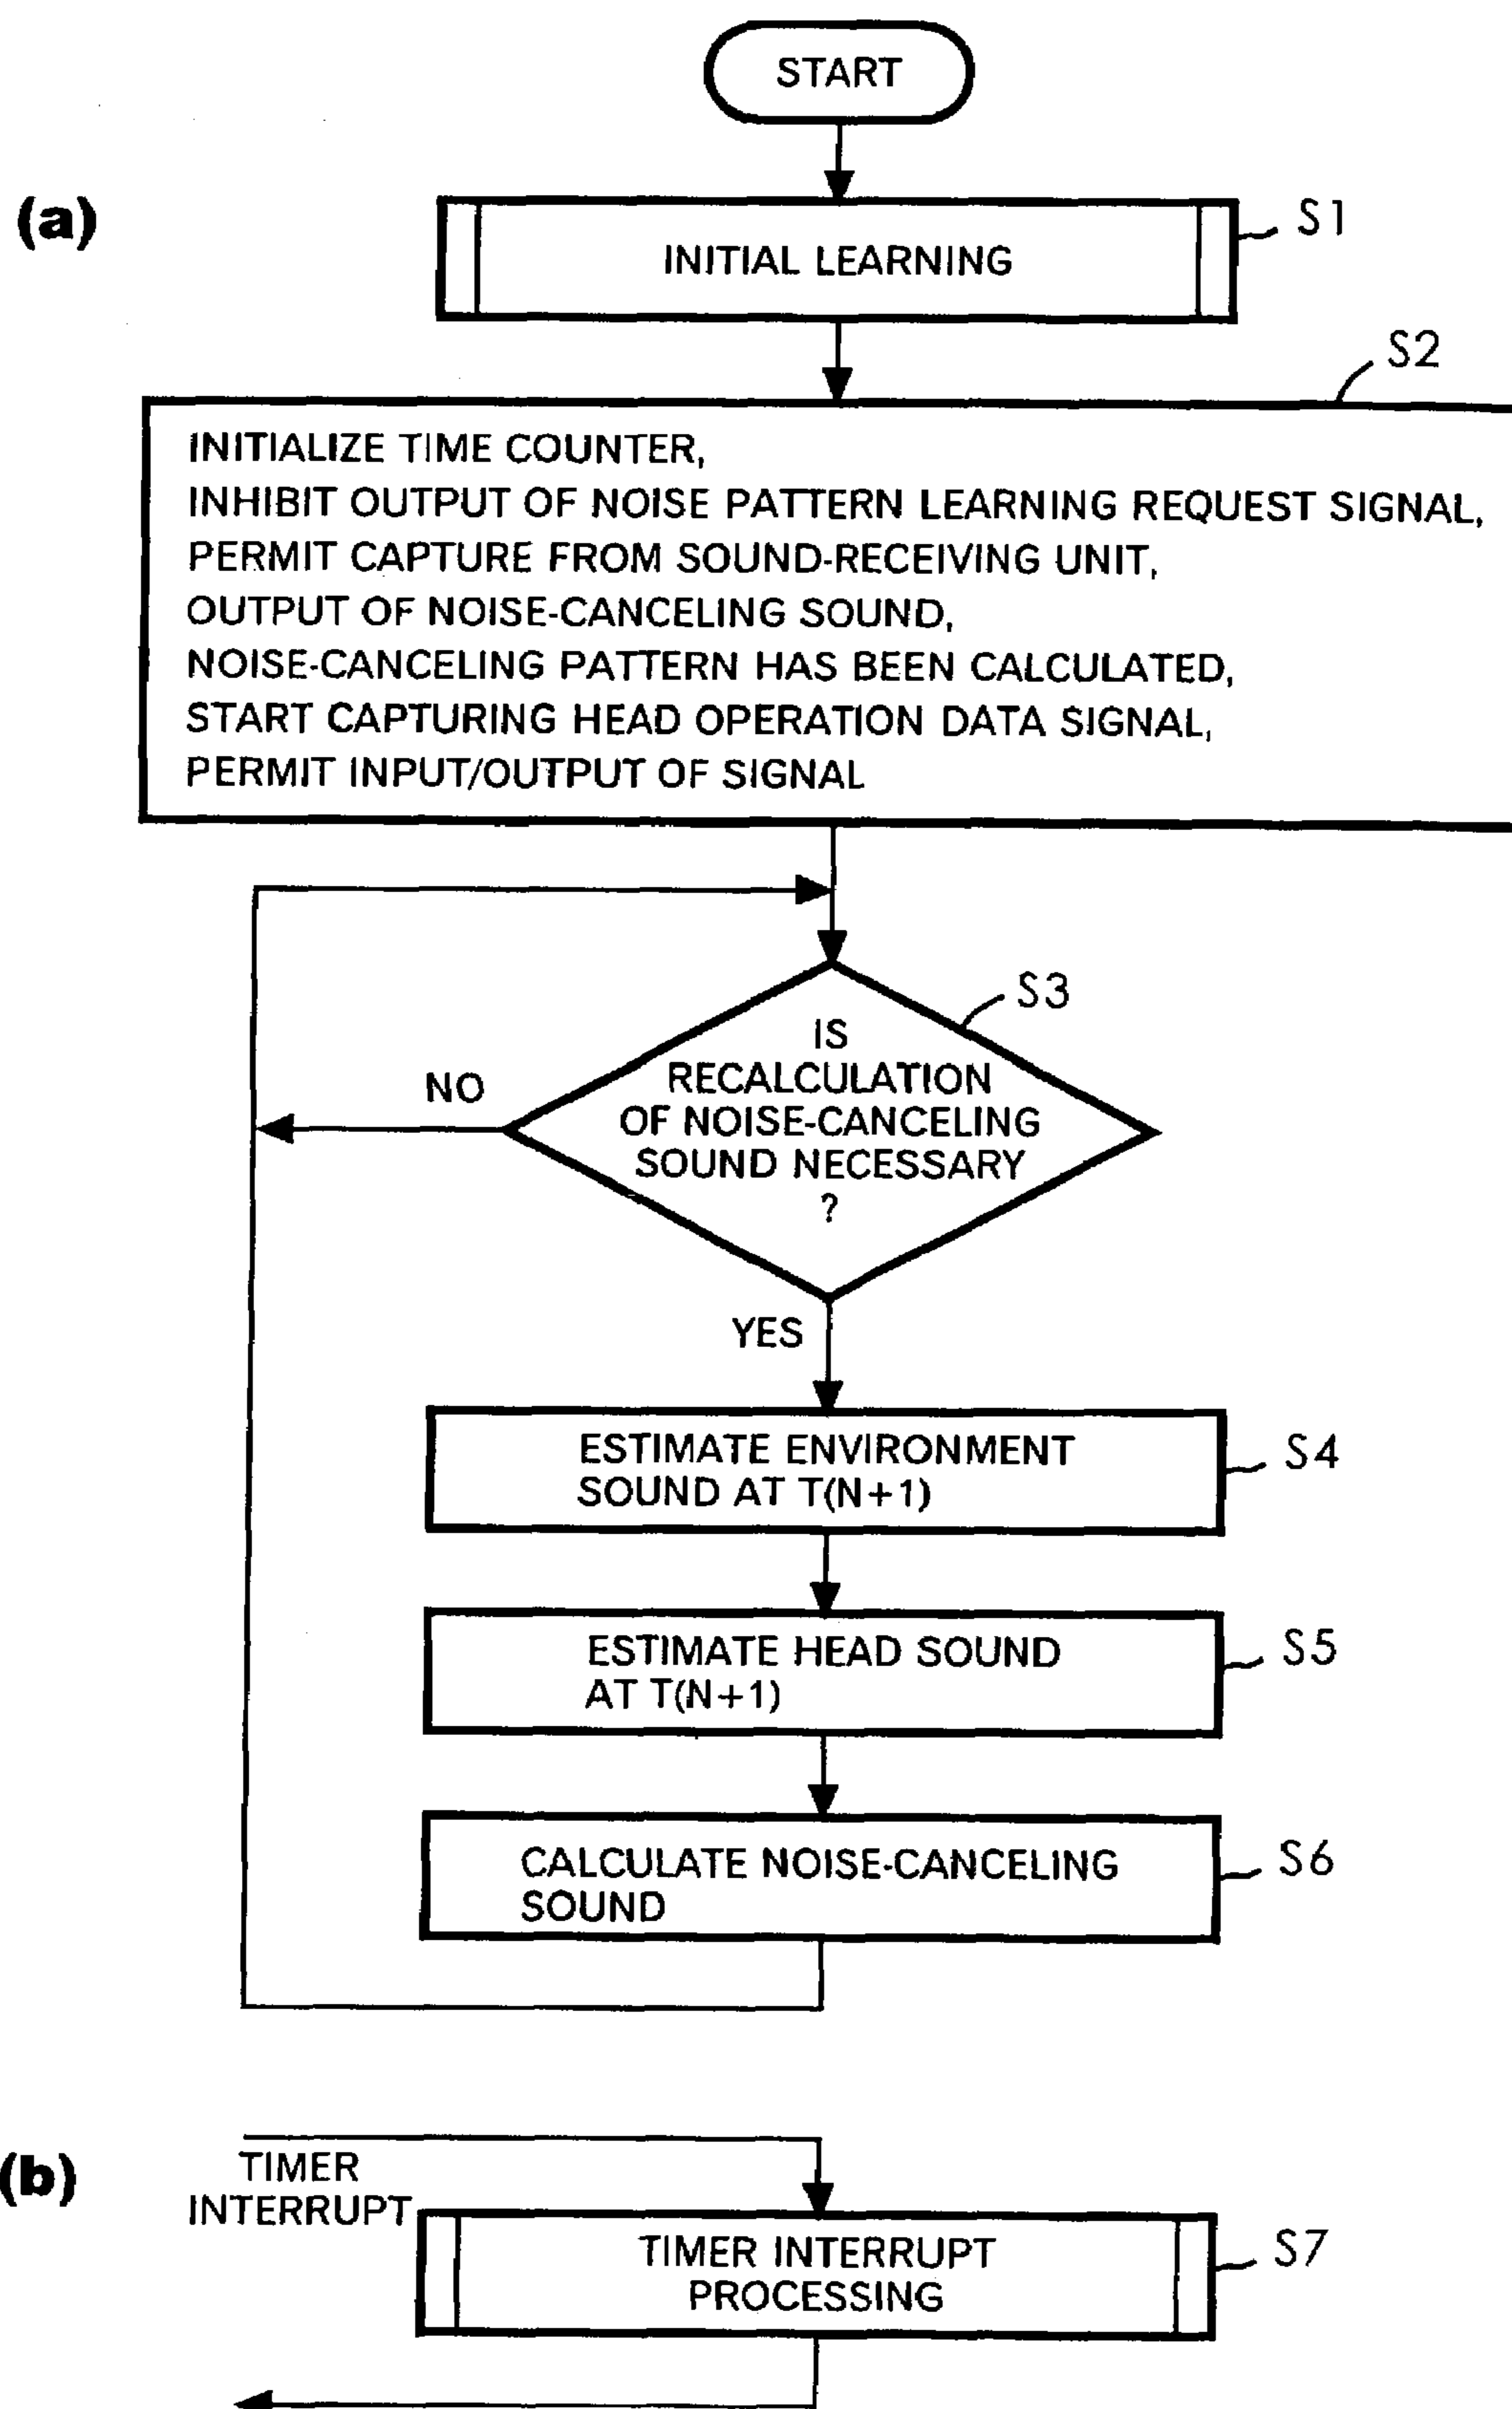 START
(a)
S1
INITIAL LEARNING
S2
INITIALIZE TIME COUNTER,
INHIBIT OUTPUT OF NOISE PATTERN LEARNING REQUEST SIGNAL,
PERMIT CAPTURE FROM SOUND-RECEIVING UNIT,
OUTPUT OF NOISE-CANCELING SOUND,
NOISE-CANCELING PATTERN HAS BEEN CALCULATED,
START CAPTURING HEAD OPERATION DATA SIGNAL,
PERMIT INPUT/OUTPUT OF SIGNAL
S3
IS
RECALCULATION
OF NOISE-CANCELING
SOUND NECESSARY
?
NO
YES
ESTIMATE ENVIRONMENT
SOUND AT T(N+1)
S4
ESTIMATE HEAD SOUND
AT T(N+1)
S5
CALCULATE NOISE-CANCELING
SOUND
S6
(b)
TIMER
INTERRUPT
TIMER INTERRUPT
PROCESSING
S7